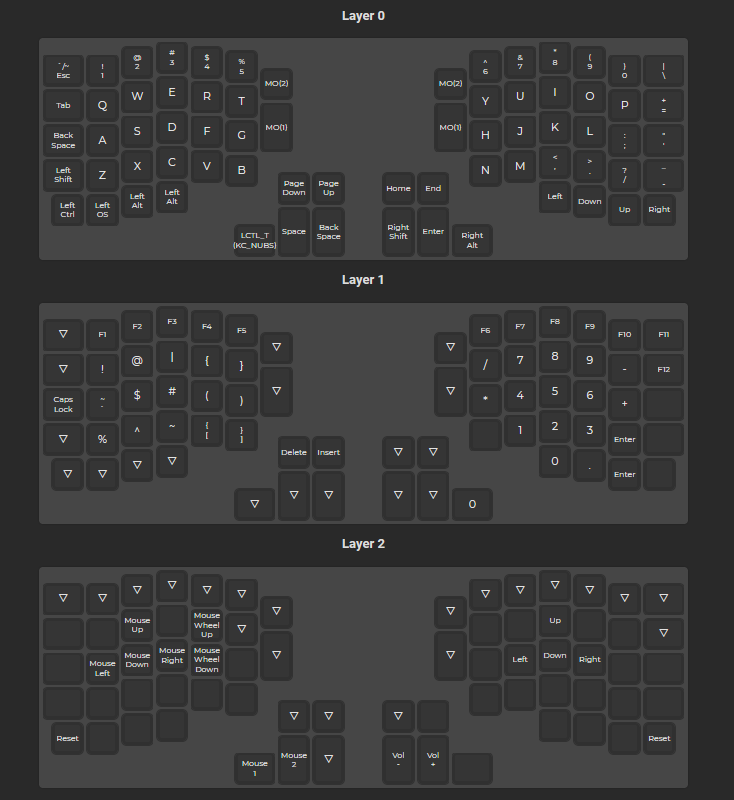 Layer 0
` /~ Esc
! 1
@ 2
# 3
$ 4
% 5
MO(2)
MO(2)
^ 6
& 7
* 8
( 9
) 0
| \
Tab
Q
W
E
R
T
MO(1)
MO(1)
Y
U
I
O
P
+ =
Back Space
A
S
D
F
G
H
J
K
L
: ;
" '
Left Shift
Z
X
C
V
B
N
M
< ,
> .
? /
_ -
Left Ctrl
Left OS
Left Alt
Left Alt
Page Down
Page Up
Home
End
Left
Down
Up
Right
LCTL_T (KC_NUBS)
Space
Back Space
Right Shift
Enter
Right Alt
Layer 1
▽
F1
F2
F3
F4
F5
▽
▽
F6
F7
F8
F9
F10
F11
▽
!
@
|
{
}
▽
▽
/
7
8
9
-
F12
Caps Lock
~ `
$
#
(
)
*
4
5
6
+
▽
%
^
~
{ [
} ]
1
2
3
Enter
▽
▽
▽
▽
Delete
Insert
▽
▽
0
.
Enter
▽
▽
▽
▽
▽
0
Layer 2
▽
▽
▽
▽
▽
▽
▽
▽
▽
▽
▽
▽
▽
▽
Mouse Up
Mouse Wheel Up
▽
▽
▽
Up
▽
Mouse Left
Mouse Down
Mouse Right
Mouse Wheel Down
Left
Down
Right
Reset
▽
▽
▽
Reset
Mouse 1
Mouse 2
▽
Vol -
Vol +